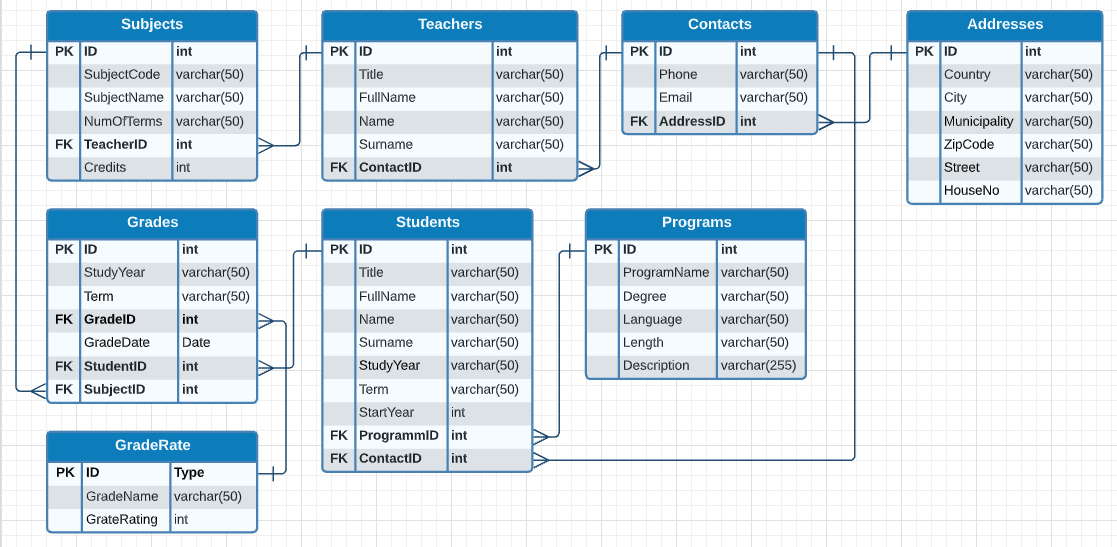 Subjects
PK ID int
SubjectCode varchar(50)
SubjectName varchar(50)
NumOfTerms varchar(50)
FK TeacherID int
Credits int
Teachers
PK ID int
Title varchar(50)
FullName varchar(50)
Name varchar(50)
Surname varchar(50)
FK ContactID int
Contacts
PK ID int
Phone varchar(50)
Email varchar(50)
FK AddressID int
Addresses
PK ID int
Country varchar(50)
City varchar(50)
Municipality varchar(50)
ZipCode varchar(50)
Street varchar(50)
HouseNo varchar(50)
Grades
PK ID int
StudyYear varchar(50)
Term varchar(50)
FK GradeID int
GradeDate Date
FK StudentID int
FK SubjectID int
Students
PK ID int
Title varchar(50)
FullName varchar(50)
Name varchar(50)
Surname varchar(50)
StudyYear varchar(50)
Term varchar(50)
StartYear int
FK ProgrammID int
FK ContactID int
Programs
PK ID int
ProgramName varchar(50)
Degree varchar(50)
Language varchar(50)
Length varchar(50)
Description varchar(255)
GradeRate
PK ID Type
GradeName varchar(50)
GrateRating int